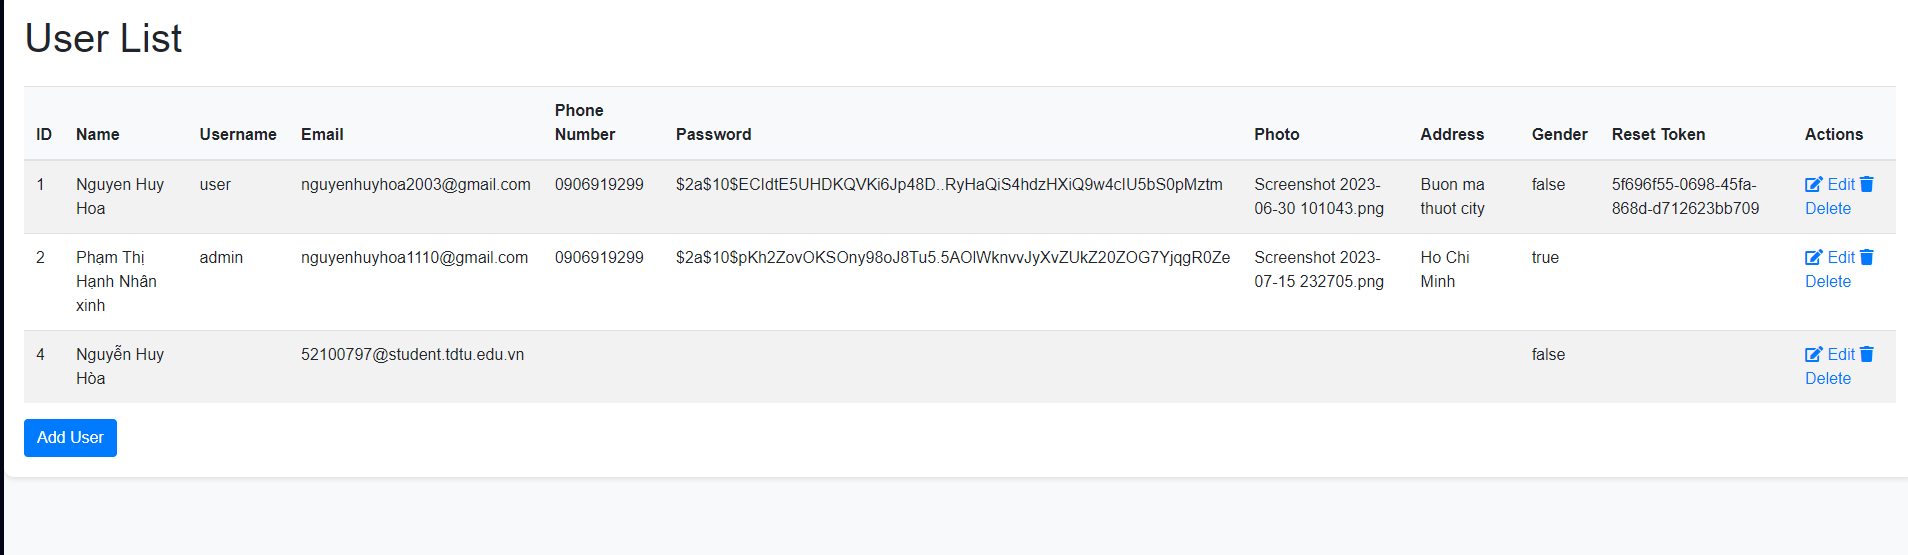 User List
ID Name Username Email Phone Number Password Photo Address Gender Reset Token Actions
1 Nguyen Huy Hoa user nguyenhuyhoa2003@gmail.com 0906919299 $2a$10$ECIdtE5UHDKQVKi6Jp48D..RyHaQiS4hdzHXiQ9w4cIU5bS0pMztm Screenshot 2023-06-30 101043.png Buon ma thuot city false 5f696f55-0698-45fa-868d-d712623bb709 Edit Delete
2 Phạm Thị Hạnh Nhân xinh admin nguyenhuyhoa1110@gmail.com 0906919299 $2a$10$pKh2ZovOKSOny98oJ8Tu5.5AOlWknvvJyXvZUkZ20ZOG7YjqgR0Ze Screenshot 2023-07-15 232705.png Ho Chi Minh true Edit Delete
4 Nguyễn Huy Hòa 52100797@student.tdtu.edu.vn false Edit Delete
Add User